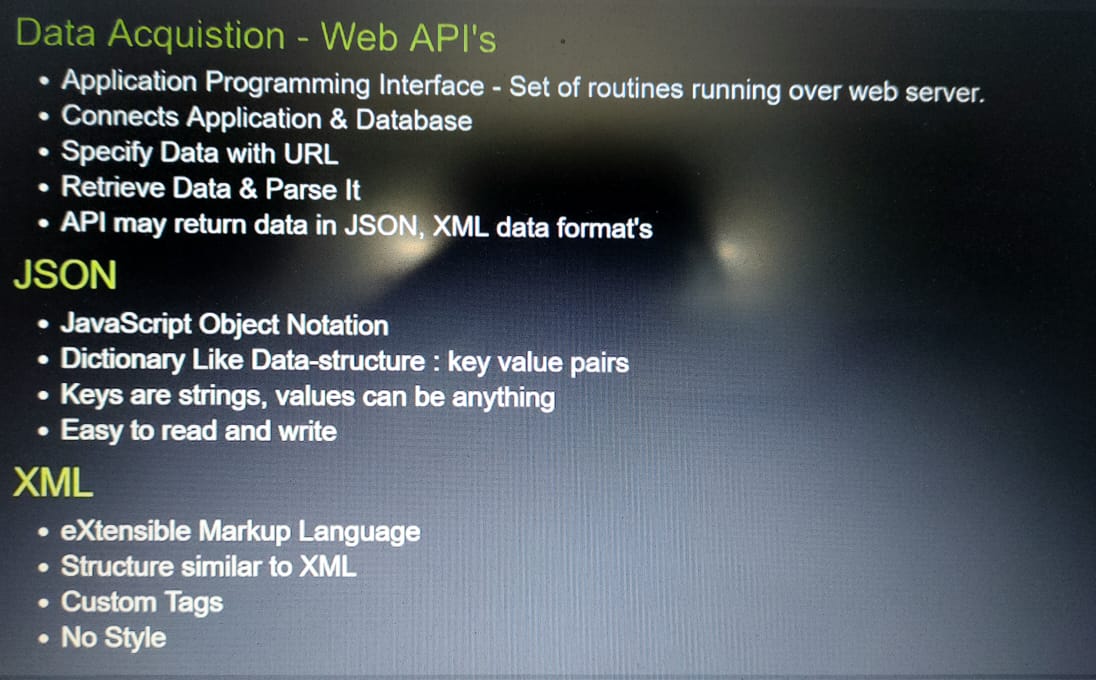 Data Acquistion - Web API's
• Application Programming Interface - Set of routines running over web server.
• Connects Application & Database
• Specify Data with URL
• Retrieve Data & Parse It
• API may return data in JSON, XML data format's
JSON
• JavaScript Object Notation
• Dictionary Like Data-structure : key value pairs
• Keys are strings, values can be anything
• Easy to read and write
XML
• eXtensible Markup Language
• Structure similar to XML
• Custom Tags
• No Style